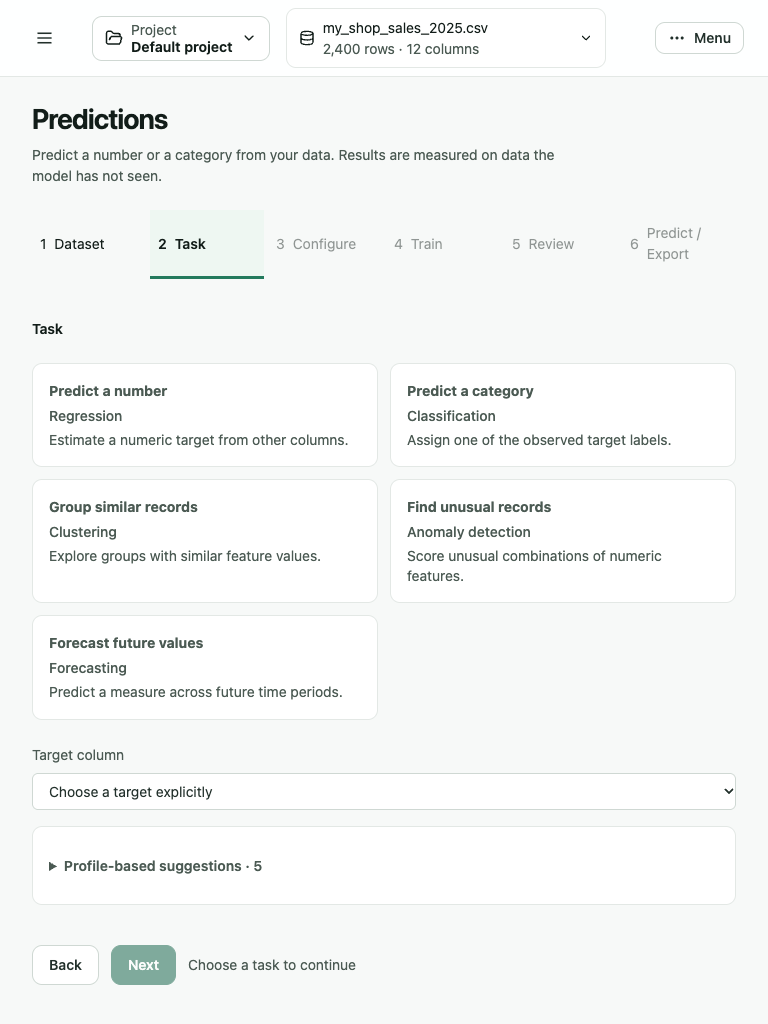 Project
Default project
my_shop_sales_2025.csv
2,400 rows · 12 columns
Menu
Predictions
Predict a number or a category from your data. Results are measured on data the
model has not seen.
1 Dataset
2 Task
3 Configure
4 Train
5 Review
6 Predict /
Export
Task
Predict a number
Regression
Estimate a numeric target from other columns.
Predict a category
Classification
Assign one of the observed target labels.
Group similar records
Clustering
Explore groups with similar feature values.
Find unusual records
Anomaly detection
Score unusual combinations of numeric
features.
Forecast future values
Forecasting
Predict a measure across future time periods.
Target column
Choose a target explicitly
Profile-based suggestions · 5
Back
Next
Choose a task to continue